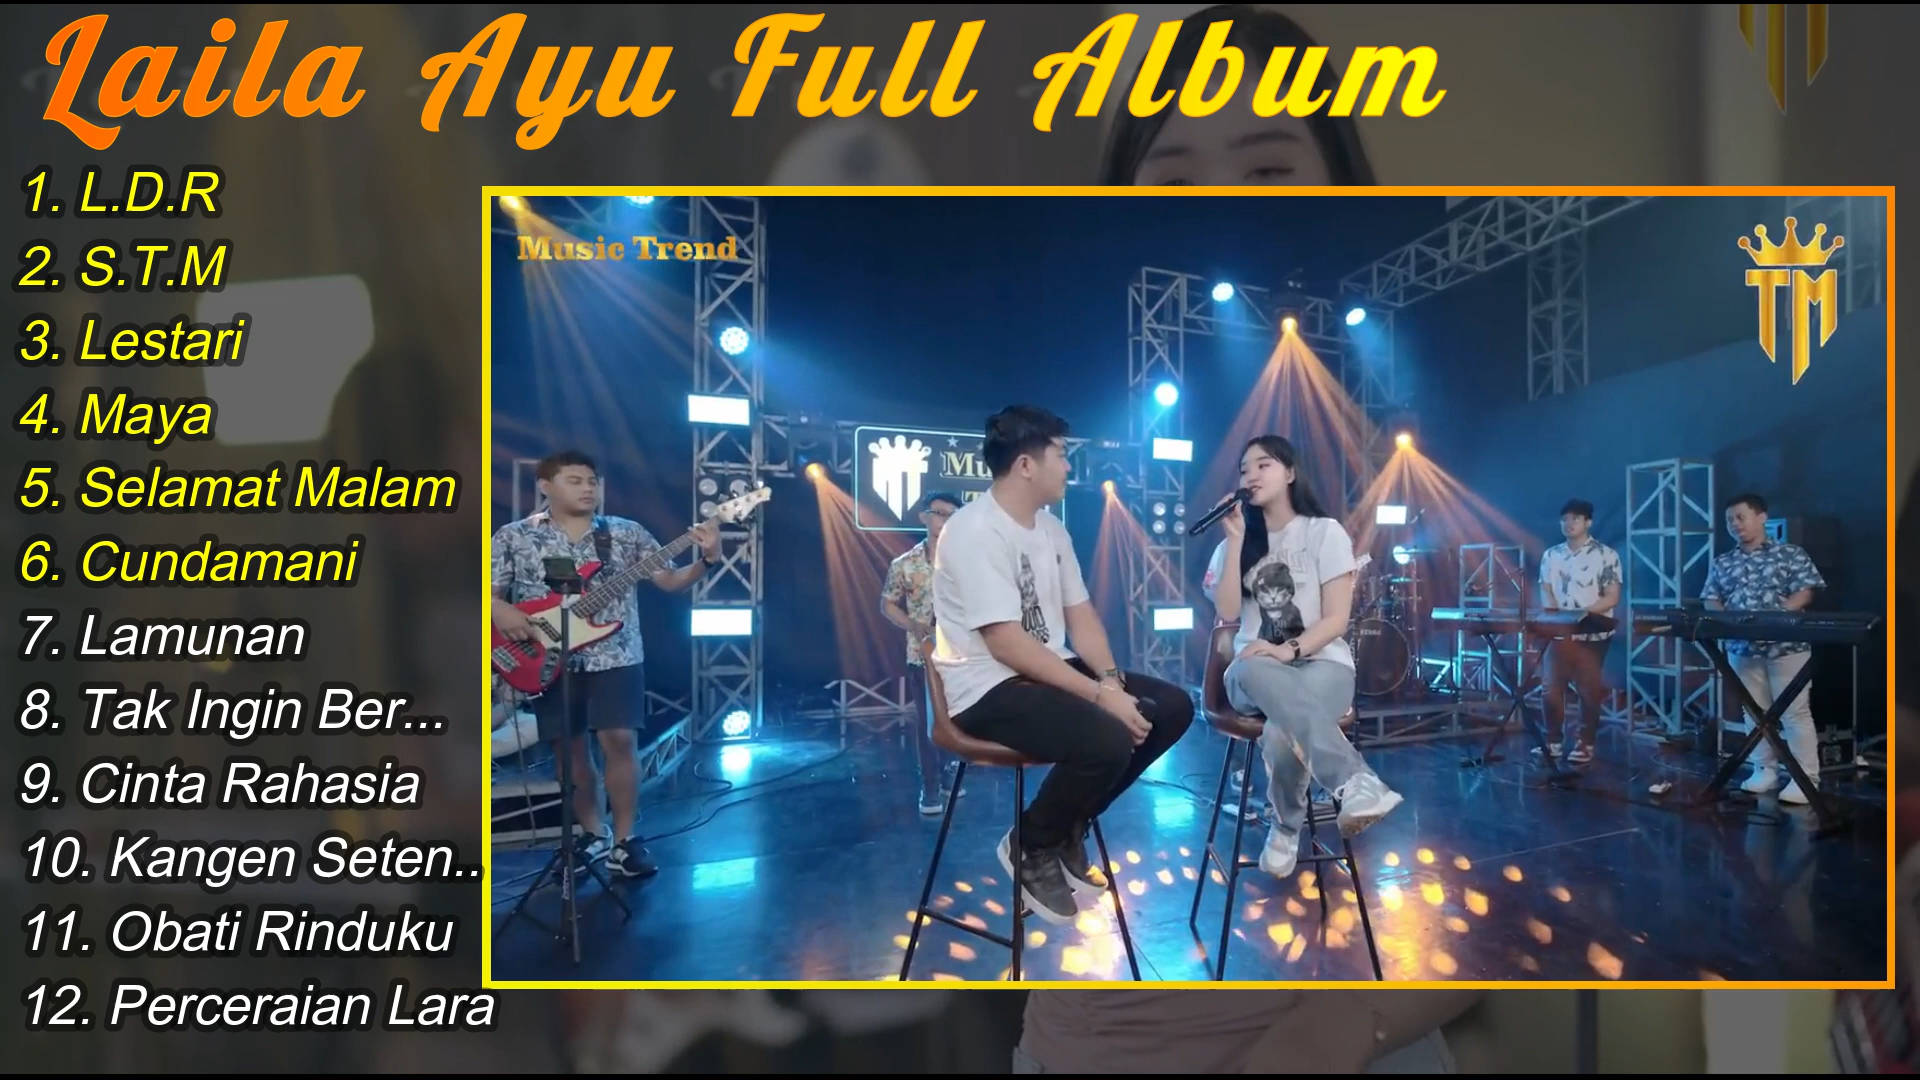 Laila Ayu Full Album
1. L.D.R
2. S.T.M
3. Lestari
4. Maya
5. Selamat Malam
6. Cundamani
7. Lamunan
8. Tak Ingin Ber...
9. Cinta Rahasia
10. Kangen Seten..
11. Obati Rinduku
12. Perceraian Lara
Music Trend
TM